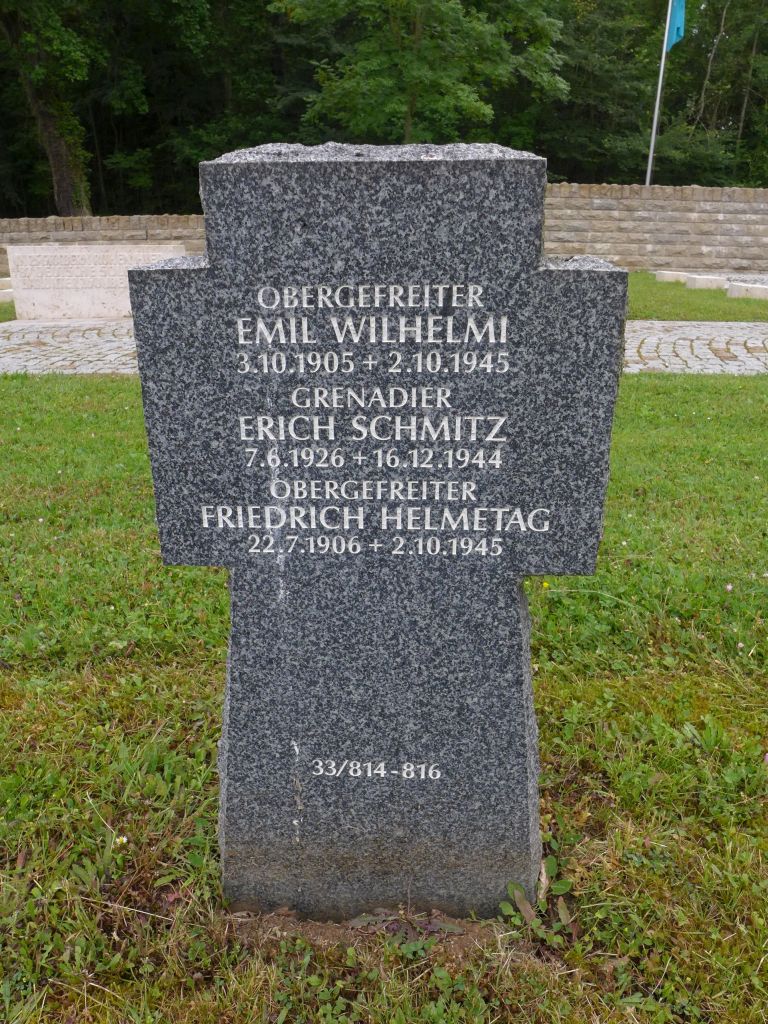 OBERGEFREITER
EMIL WILHELMI
3.10.1905 + 2.10.1945
GRENADIER
ERICH SCHMITZ
7.6.1926 + 16.12.1944
OBERGEFREITER
FRIEDRICH HELMETAG
22.7.1906 + 2.10.1945
33/814 - 816